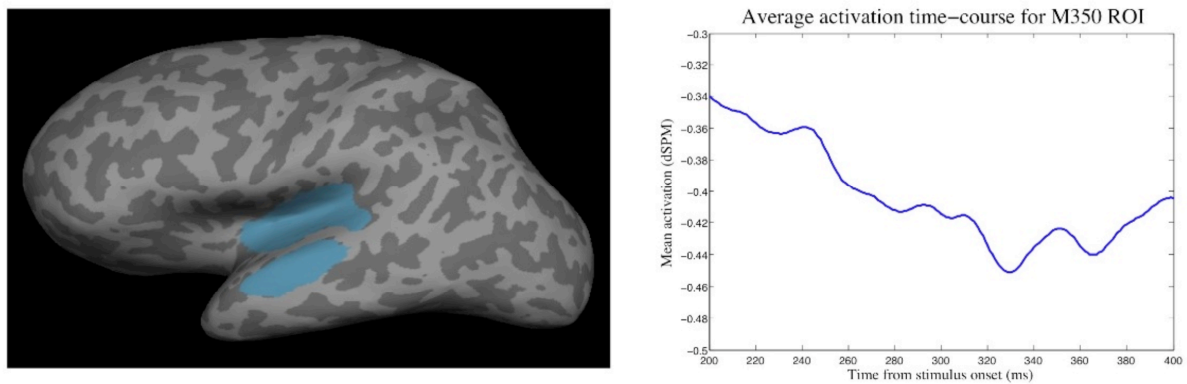 Average activation time-course for M350 ROI
Mean activation (dSPM)
-0.3
-0.32
-0.34
-0.36
-0.38
-0.4
-0.42
-0.44
-0.46
-0.48
-0.5
200 220 240 260 280 300 320 340 360 380 400
Time from stimulus onset (ms)